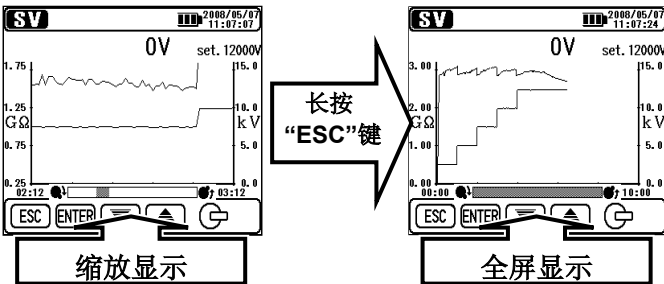 SV
2008/05/07
11:07:07
0V
set.12000V
1.75
1.25
GΩ
0.75
0.25
15.0
10.0
kV
5.0
0.0
02:12
03:12
ESC
ENTER
缩放显示
长按
“ESC”键
SV
2008/05/07
11:07:24
0V
set.12000V
3.00
2.00
GΩ
1.00
0.00
15.0
10.0
kV
5.0
0.0
00:00
10:00
ESC
ENTER
全屏显示